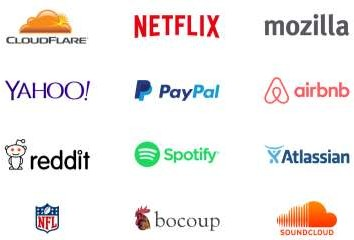 CLOUDFLARE
NETFLIX
mozilla
YAHOO!
PayPal
airbnb
reddit
Spotify
Atlassian
NFL
bocoup
SOUNDCLOUD